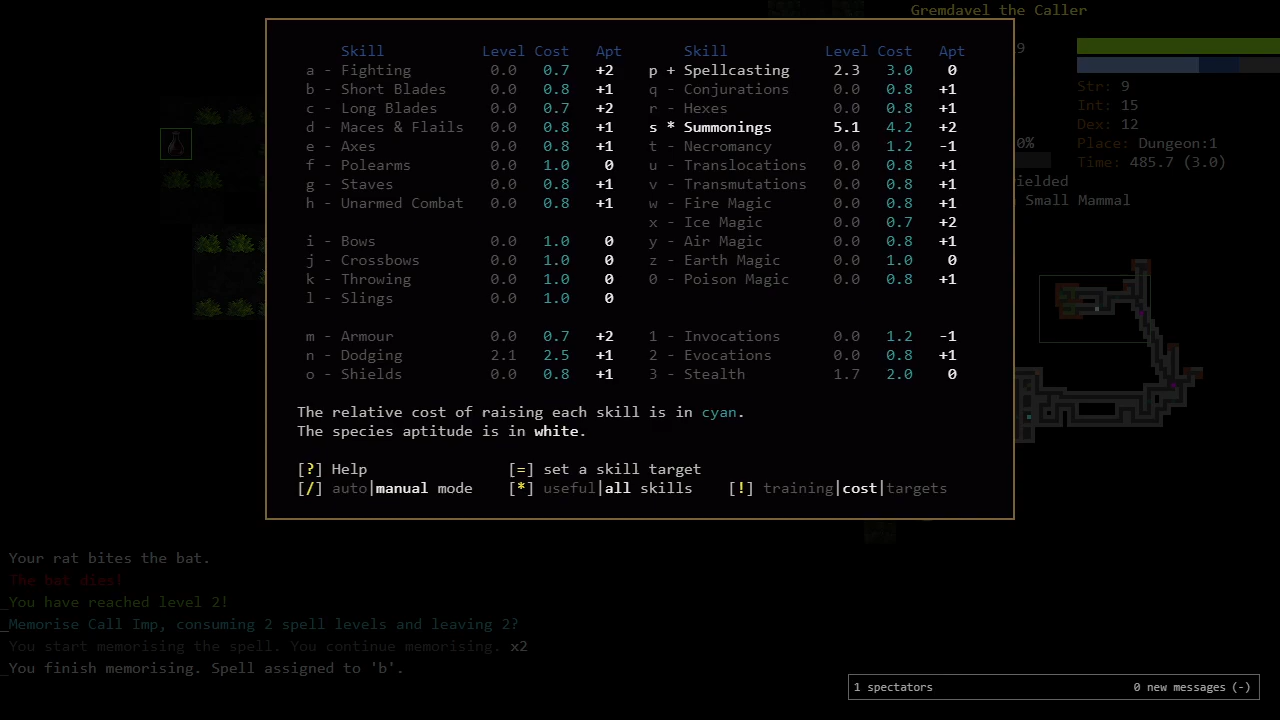 Gremdavel the Caller
Skill Level Cost Apt Skill Level Cost Apt
9
a - Fighting 0.0 0.7 +2 p + Spellcasting 2.3 3.0 0
b - Short Blades 0.0 0.8 +1 q - Conjurations 0.0 0.8 +1
Str: 9
c - Long Blades 0.0 0.7 +2 r - Hexes 0.0 0.8 +1
Int: 15
d - Maces & Flails 0.0 0.8 +1 s * Summonings 5.1 4.2 +2
Dex: 12
e - Axes 0.0 0.8 +1 t - Necromancy 0.0 1.2 -1
0% Place: Dungeon:1
f - Polearms 0.0 1.0 0 u - Translocations 0.0 0.8 +1
Time: 485.7 (3.0)
g - Staves 0.0 0.8 +1 v - Transmutations 0.0 0.8 +1
ielded
h - Unarmed Combat 0.0 0.8 +1 w - Fire Magic 0.0 0.8 +1
Small Mammal
x - Ice Magic 0.0 0.7 +2
i - Bows 0.0 1.0 0 y - Air Magic 0.0 0.8 +1
j - Crossbows 0.0 1.0 0 z - Earth Magic 0.0 1.0 0
k - Throwing 0.0 1.0 0 0 - Poison Magic 0.0 0.8 +1
l - Slings 0.0 1.0 0
m - Armour 0.0 0.7 +2 1 - Invocations 0.0 1.2 -1
n - Dodging 2.1 2.5 +1 2 - Evocations 0.0 0.8 +1
o - Shields 0.0 0.8 +1 3 - Stealth 1.7 2.0 0
The relative cost of raising each skill is in cyan.
The species aptitude is in white.
[?] Help [=] set a skill target
[/] auto|manual mode [*] useful|all skills [!] training|cost|targets
Your rat bites the bat.
The bat dies!
_You have reached level 2!
_Memorise Call Imp, consuming 2 spell levels and leaving 2?
You start memorising the spell. You continue memorising. x2
_You finish memorising. Spell assigned to 'b'.
1 spectators 0 new messages (-)